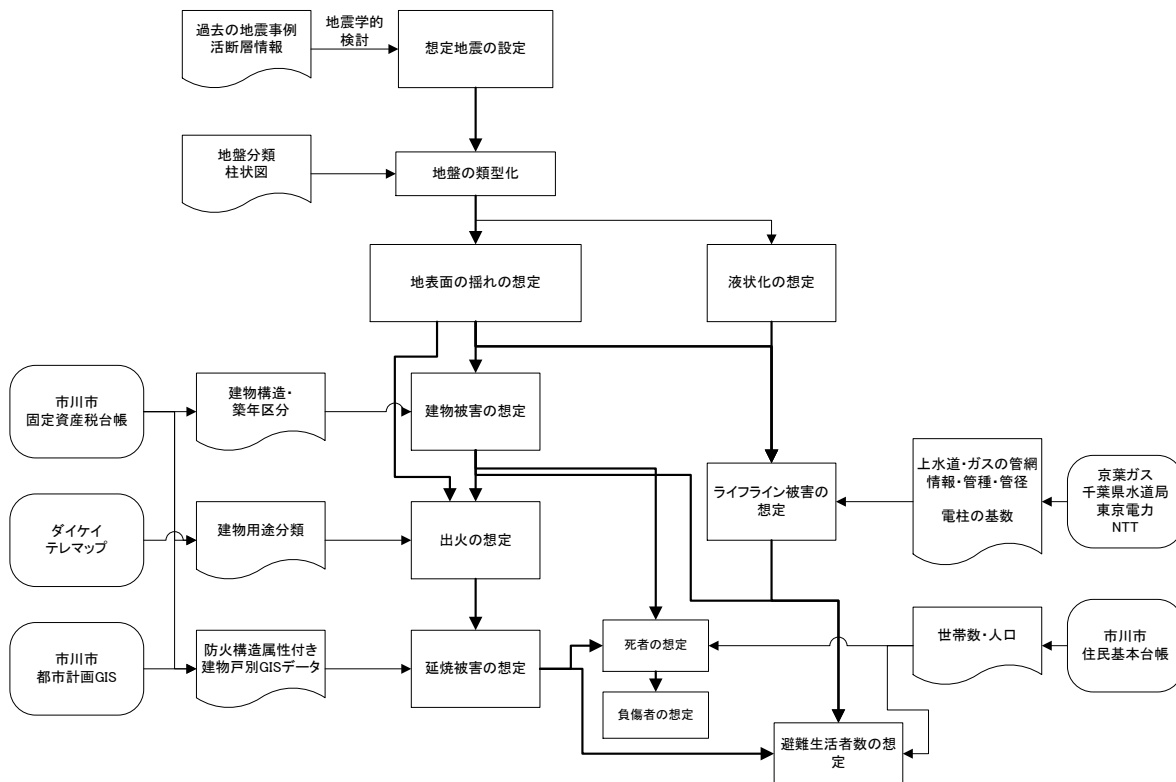 過去の地震事例
活断層情報
地震学的
検討
想定地震の設定
地盤分類
柱状図
地盤の類型化
地表面の揺れの想定
液状化の想定
市川市
固定資産税台帳
建物構造・
築年区分
建物被害の想定
上水道・ガスの管網
情報・管種・管径
電柱の基数
京葉ガス
千葉県水道局
東京電力
NTT
ライフライン被害の
想定
ダイケイ
テレマップ
建物用途分類
出火の想定
市川市
都市計画GIS
防火構造属性付き
建物戸別GISデータ
延焼被害の想定
死者の想定
世帯数・人口
市川市
住民基本台帳
負傷者の想定
避難生活者数の想
定